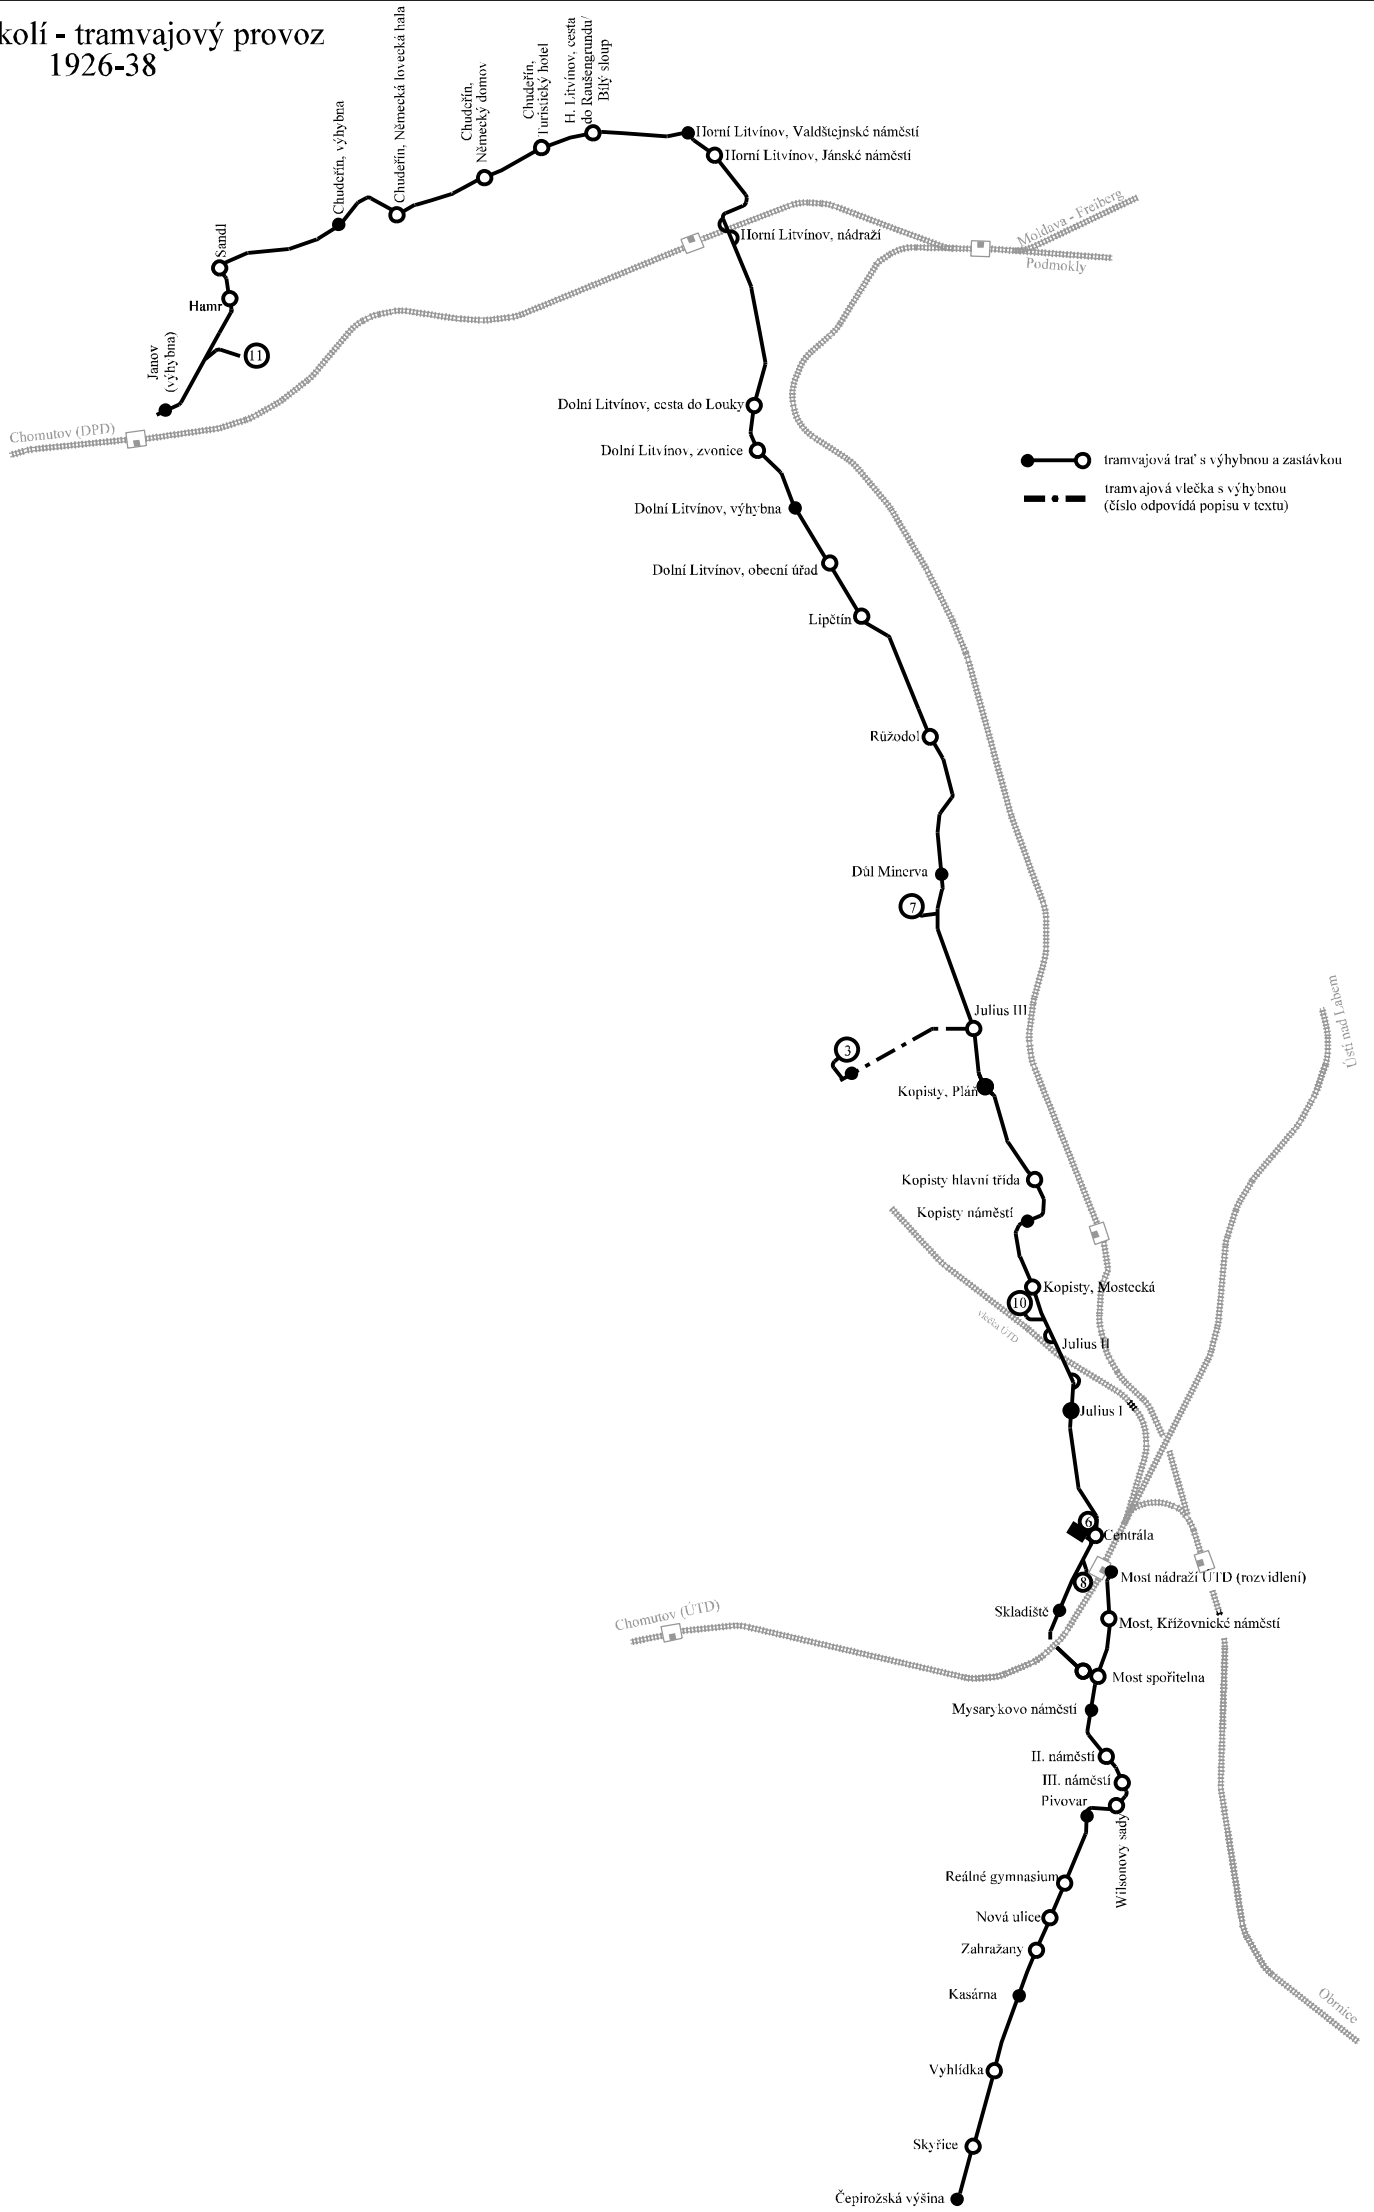 kolí - tramvajový provoz
1926-38
Chudeřín, výhybna
Chudeřín, Německá lovecká hala
Chudeřín,
Německý domov
Chudeřín,
Turistický hotel
H. Litvínov, cesta
do Raušengrundu/
Bílý sloup
Horní Litvínov, Valdštejnské náměstí
Horní Litvínov, Jánské náměstí
Horní Litvínov, nádraží
Moldava - Freiberg
Podmokly
Sandl
Hamr
Janov
(výhybna)
11
Chomutov (DPD)
Dolní Litvínov, cesta do Louky
Dolní Litvínov, zvonice
Dolní Litvínov, výhybna
Dolní Litvínov, obecní úřad
Lipětín
tramvajová trať s výhybnou a zastávkou
tramvajová vlečka s výhybnou
(číslo odpovídá popisu v textu)
Růžodol
Důl Minerva
7
Julius III
3
Kopisty, Pláň
Ústí nad Labem
Kopisty hlavní třída
Kopisty náměstí
Kopisty, Mostecká
10
vlečka ÚTD
Julius II
Julius I
6
Centrála
8
Most nádraží ÚTD (rozvidlení)
Skladiště
Most, Křížovnické náměstí
Chomutov (ÚTD)
Most spořitelna
Mysarykovo náměstí
II. náměstí
III. náměstí
Pivovar
Wilsonovy sady
Reálné gymnasium
Nová ulice
Zahražany
Kasárna
Obrnice
Vyhlídka
Skyřice
Čepirožská výšina